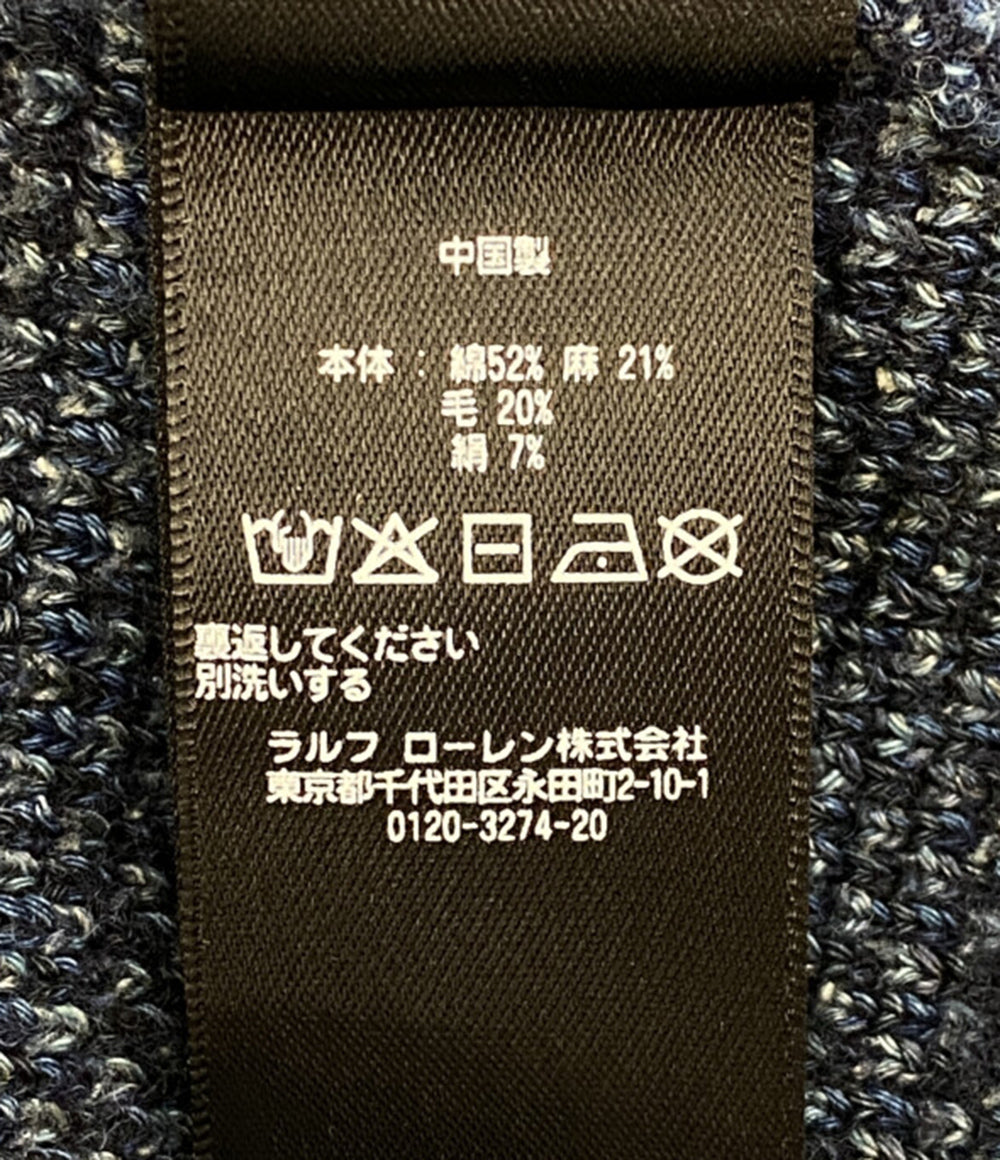 中国製
本体 : 綿52% 麻 21%
毛 20%
絹 7%
裏返してください
別洗いする
ラルフ ローレン株式会社
東京都千代田区永田町2-10-1
0120-3274-20